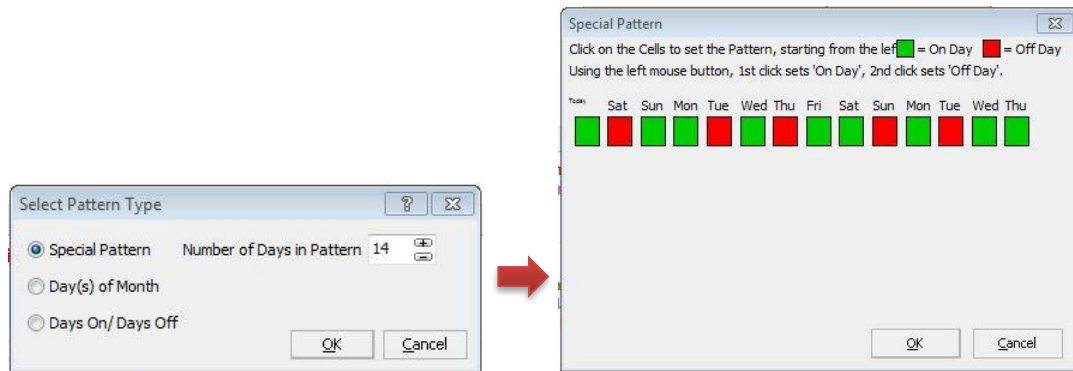 Select Pattern Type
Special Pattern Number of Days in Pattern 14
Day(s) of Month
Days On/ Days Off
OK Cancel
Special Pattern
Click on the Cells to set the Pattern, starting from the lef = On Day = Off Day
Using the left mouse button, 1st click sets 'On Day', 2nd click sets 'Off Day'.
Today Sat Sun Mon Tue Wed Thu Fri Sat Sun Mon Tue Wed Thu
OK Cancel